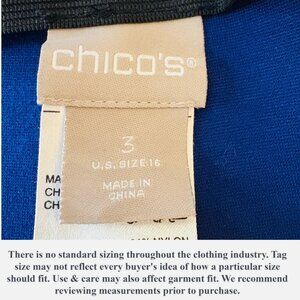 chico's®
3
U.S. SIZE:16
MADE IN
CHINA
MA
CH
CH
NYLON
There is no standard sizing throughout the clothing industry. Tag
size may not reflect every buyer's idea of how a particular size
should fit. Use & care may also affect garment fit. We recommend
reviewing measurements prior to purchase.